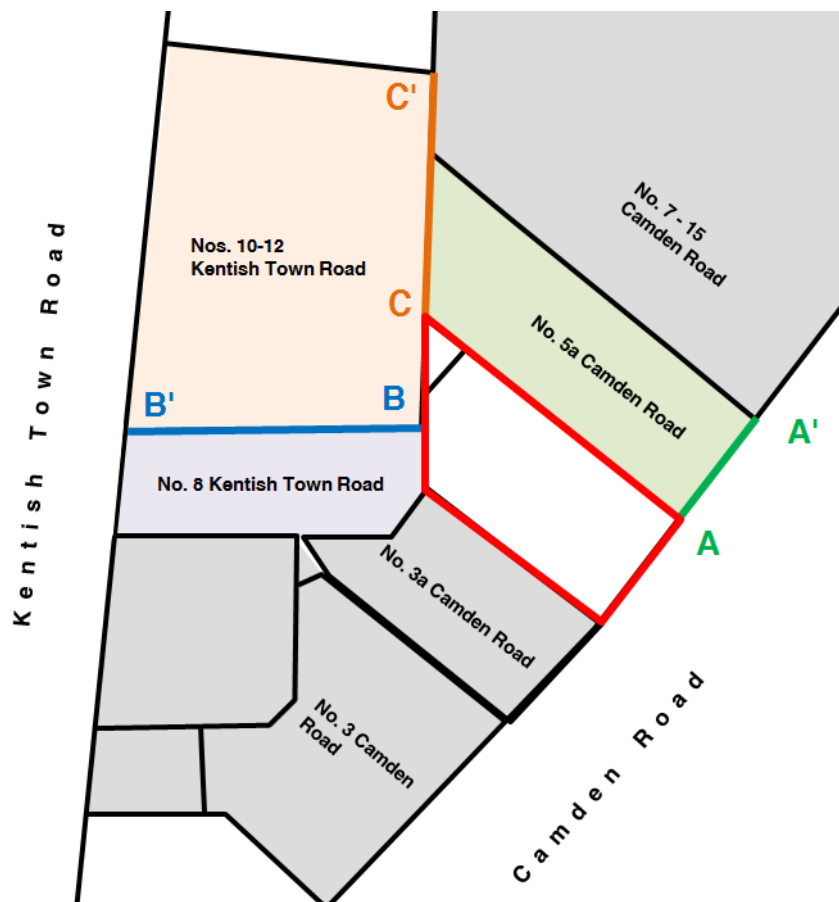 C'
No. 7 - 15
Camden Road
Nos. 10-12
Kentish Town Road
Kentish Town Road
C
No. 5a Camden Road
B'
B
A'
No. 8 Kentish Town Road
A
No. 3a Camden Road
No. 3 Camden
Road
Camden Road